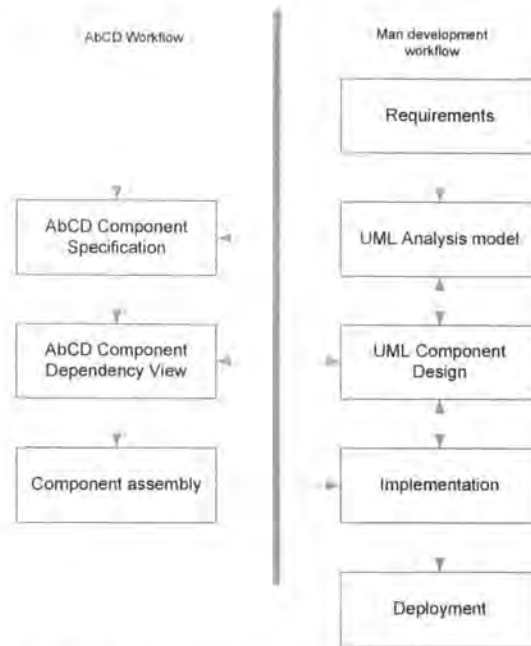 AbCD Workflow
Man development
workflow
Requirements
AbCD Component
Specification
UML Analysis model
AbCD Component
Dependency View
UML Component
Design
Component assembly
Implementation
Deployment